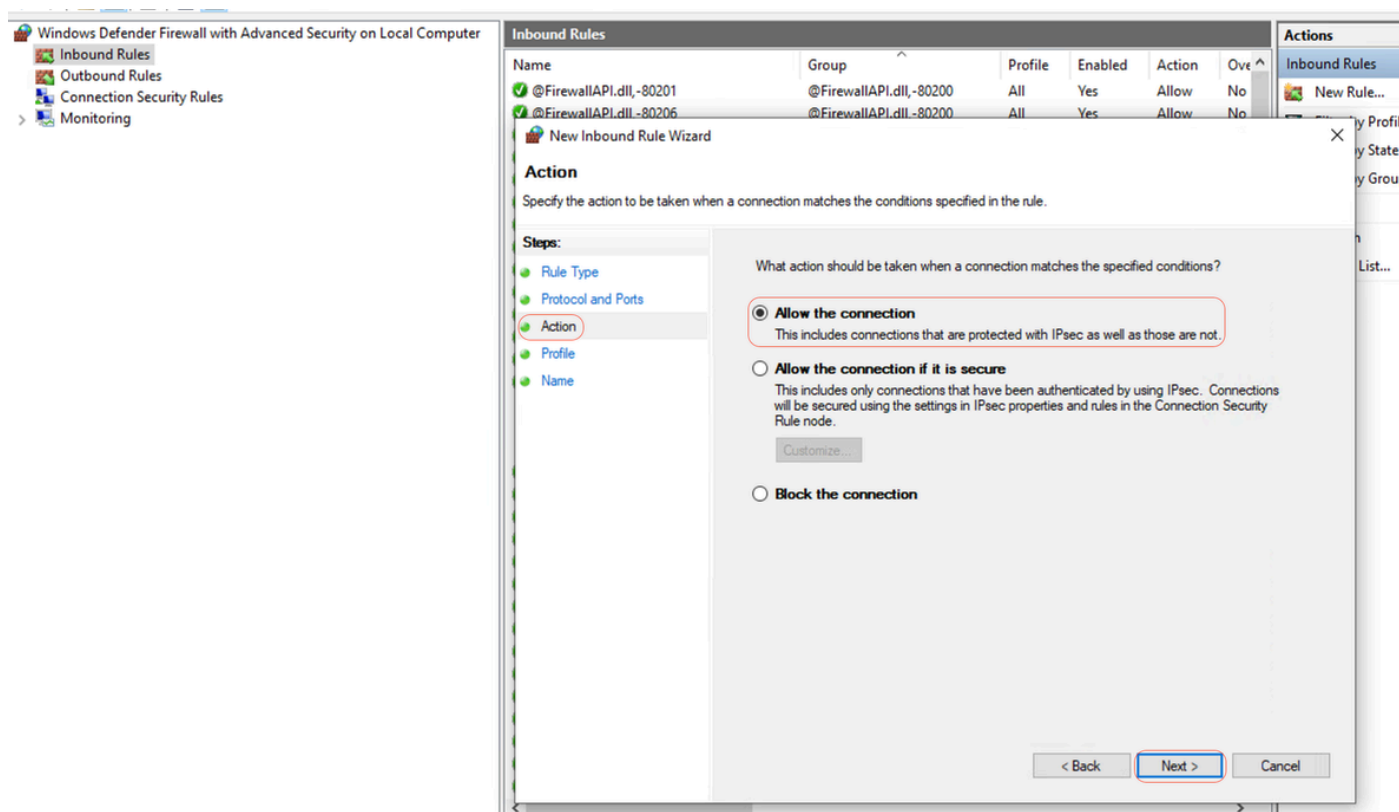 Windows Defender Firewall with Advanced Security on Local Computer
Inbound Rules
Outbound Rules
Connection Security Rules
Monitoring
Inbound Rules
Name Group Profile Enabled Action Ove
@FirewallAPI.dll,-80201 @FirewallAPI.dll,-80200 All Yes Allow No
@FirewallAPI.dll,-80206 @FirewallAPI.dll,-80200 All Yes Allow No
New Inbound Rule Wizard
Action
Specify the action to be taken when a connection matches the conditions specified in the rule.
Steps:
Rule Type
Protocol and Ports
Action
Profile
Name
What action should be taken when a connection matches the specified conditions?
Allow the connection
This includes connections that are protected with IPsec as well as those are not.
Allow the connection if it is secure
This includes only connections that have been authenticated by using IPsec. Connections
will be secured using the settings in IPsec properties and rules in the Connection Security
Rule node.
Customize...
Block the connection
< Back Next > Cancel
Actions
Inbound Rules
New Rule...
y Profi
y State
y Grou
List...